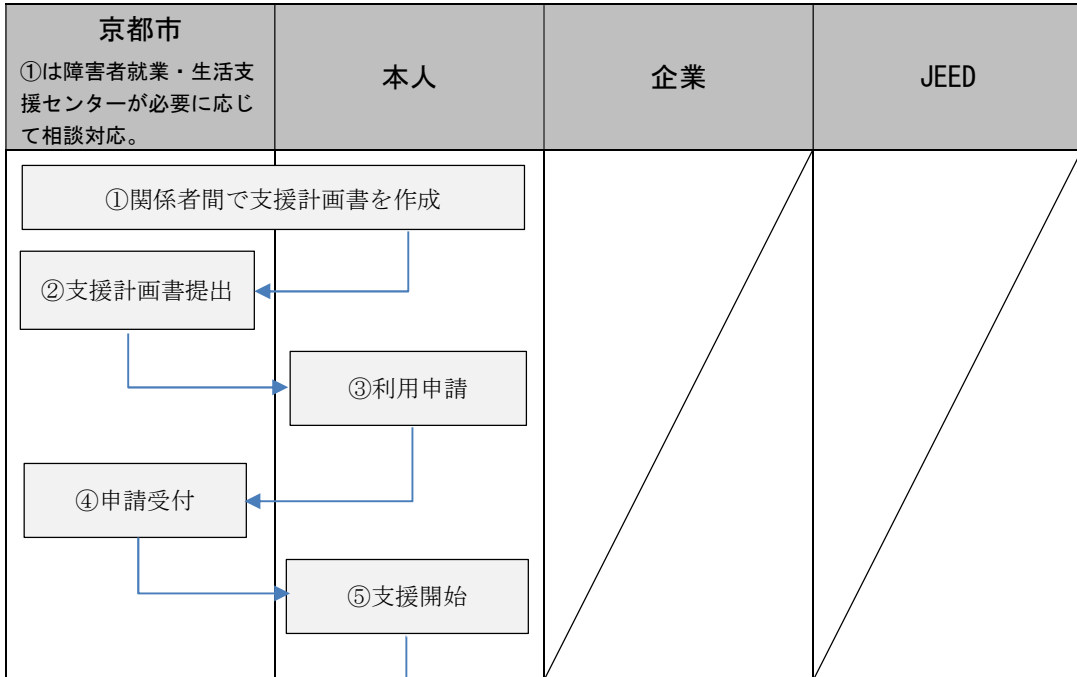 京都市
①は障害者就業・生活支
援センターが必要に応じ
て相談対応。
本人
企業
JEED
①関係者間で支援計画書を作成
②支援計画書提出
③利用申請
④申請受付
⑤支援開始